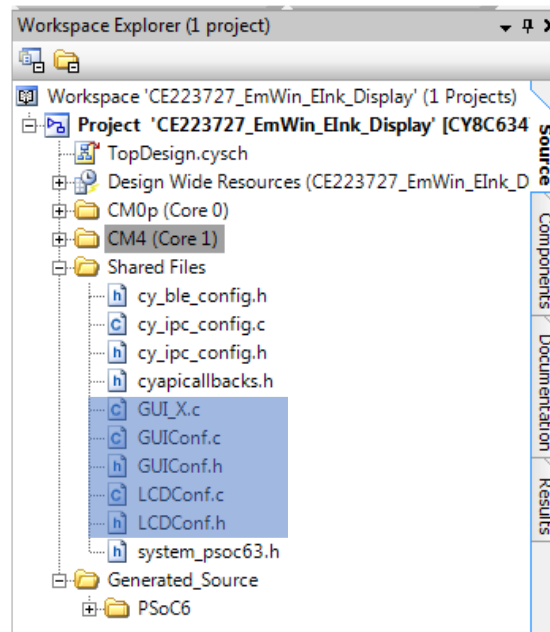 Workspace Explorer (1 project)
Workspace 'CE223727_EmWin_EInk_Display' (1 Projects)
Project 'CE223727_EmWin_EInk_Display' [CY8C634
TopDesign.cysch
Design Wide Resources (CE223727_EmWin_EInk_D
CM0p (Core 0)
CM4 (Core 1)
Shared Files
h cy_ble_config.h
c cy_ipc_config.c
h cy_ipc_config.h
h cyapicallbacks.h
c GUI_X.c
c GUIConf.c
h GUIConf.h
c LCDConf.c
h LCDConf.h
h system_psoc63.h
Generated_Source
PSoC6
Source
Components
Documentation
Results